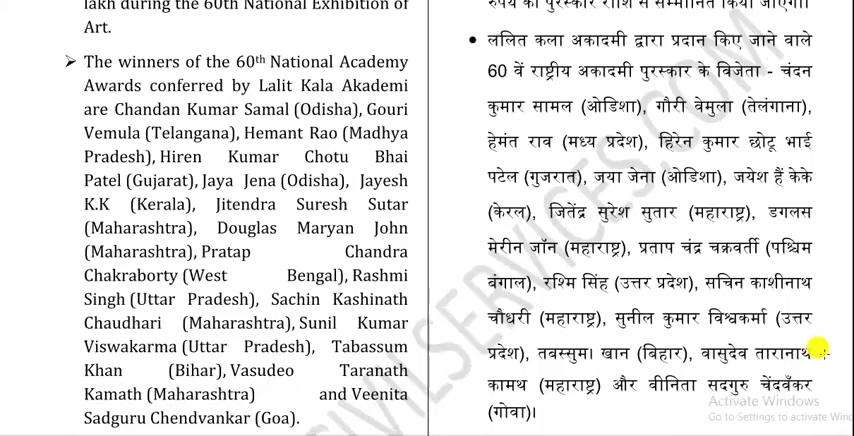 lakh during the 60th National Exhibition of
Art.
➤ The winners of the 60th National Academy
Awards conferred by Lalit Kala Akademi
are Chandan Kumar Samal (Odisha), Gouri
Vemula (Telangana), Hemant Rao (Madhya
Pradesh), Hiren Kumar Chotu Bhai
Patel (Gujarat), Jaya Jena (Odisha), Jayesh
K.K (Kerala), Jitendra Suresh Sutar
(Maharashtra), Douglas Maryan John
(Maharashtra), Pratap Chandra
Chakraborty (West Bengal), Rashmi
Singh (Uttar Pradesh), Sachin Kashinath
Chaudhari (Maharashtra), Sunil Kumar
Viswakarma (Uttar Pradesh), Tabassum
Khan (Bihar), Vasudeo Taranath
Kamath (Maharashtra) and Veenita
Sadguru Chendvankar (Goa).
रुपये की पुरस्कार राशि से सम्मानित किया जाएगा।
• ललित कला अकादमी द्वारा प्रदान किए जाने वाले
60 वें राष्ट्रीय अकादमी पुरस्कार के विजेता - चंदन
कुमार सामल (ओडिशा), गौरी वेमुला (तेलंगाना),
हेमंत राव (मध्य प्रदेश), हिरेन कुमार छोटू भाई
पटेल (गुजरात), जया जेना (ओडिशा), जयेश हैं केके
(केरल), जितेंद्र सुरेश सुतार (महाराष्ट्र), डगलस
मेरीन जॉन (महाराष्ट्र), प्रताप चंद्र चक्रवर्ती (पश्चिम
बंगाल), रश्मि सिंह (उत्तर प्रदेश), सचिन काशीनाथ
चौधरी (महाराष्ट्र), सुनील कुमार विश्वकर्मा (उत्तर
प्रदेश), तबस्सुम। खान (बिहार), वासुदेव तारानाथ
कामथ (महाराष्ट्र) और वीनिता सदगुरु चेंदवँकर
(गोवा)।
Activate Windows
Go to Settings to activate Win